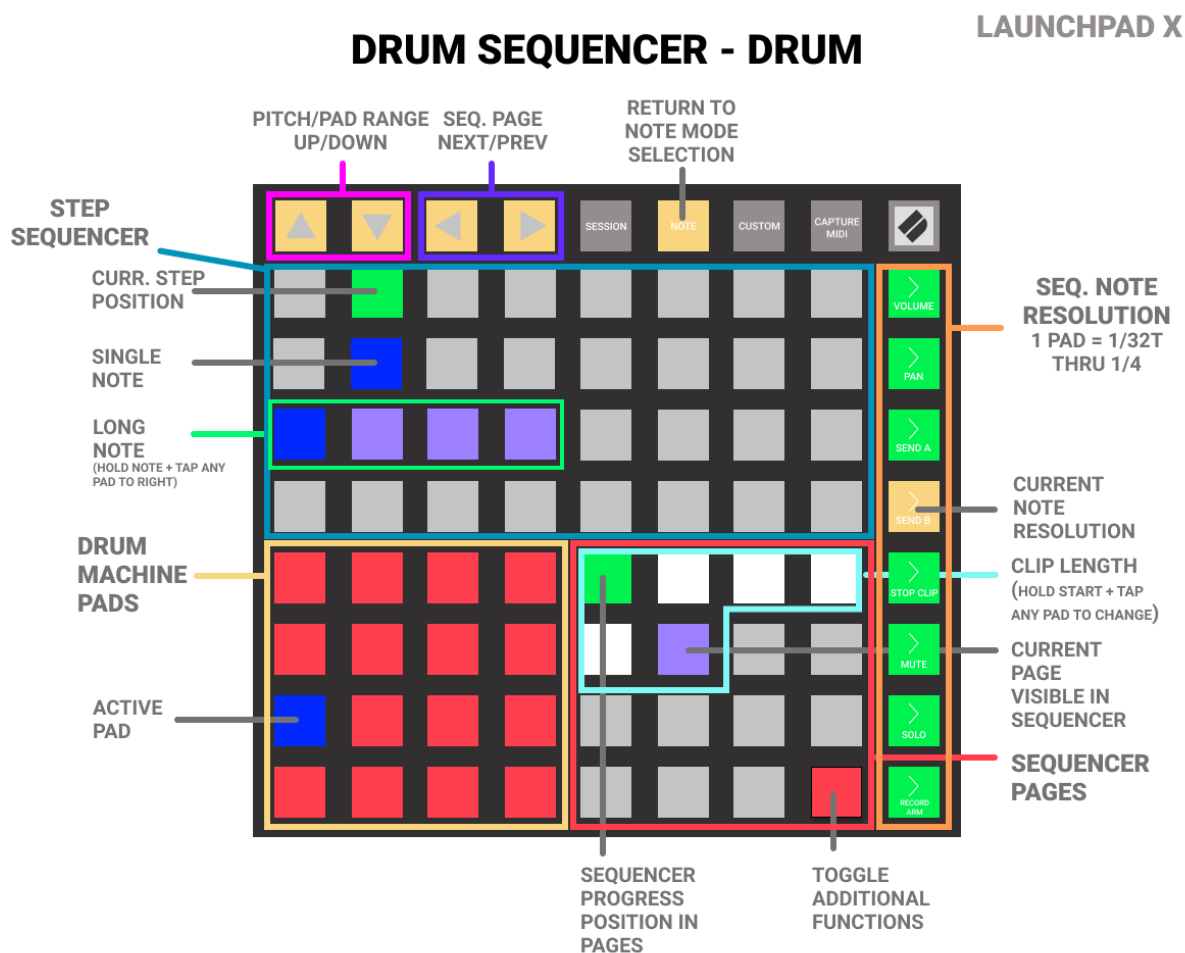 LAUNCHPAD X
DRUM SEQUENCER - DRUM
PITCH/PAD RANGE
UP/DOWN
SEQ. PAGE
NEXT/PREV
RETURN TO
NOTE MODE
SELECTION
STEP
SEQUENCER
SESSION
NOTE
CUSTOM
CAPTURE
MIDI
CURR. STEP
POSITION
VOLUME
SEQ. NOTE
RESOLUTION
1 PAD = 1/32T
THRU 1/4
SINGLE
NOTE
PAN
LONG
NOTE
(HOLD NOTE + TAP ANY
PAD TO RIGHT)
SEND A
SEND B
CURRENT
NOTE
RESOLUTION
DRUM
MACHINE
PADS
STOP CLIP
CLIP LENGTH
(HOLD START + TAP
ANY PAD TO CHANGE)
MUTE
CURRENT
PAGE
VISIBLE IN
SEQUENCER
ACTIVE
PAD
SOLO
SEQUENCER
PAGES
RECORD
ARM
SEQUENCER
PROGRESS
POSITION IN
PAGES
TOGGLE
ADDITIONAL
FUNCTIONS